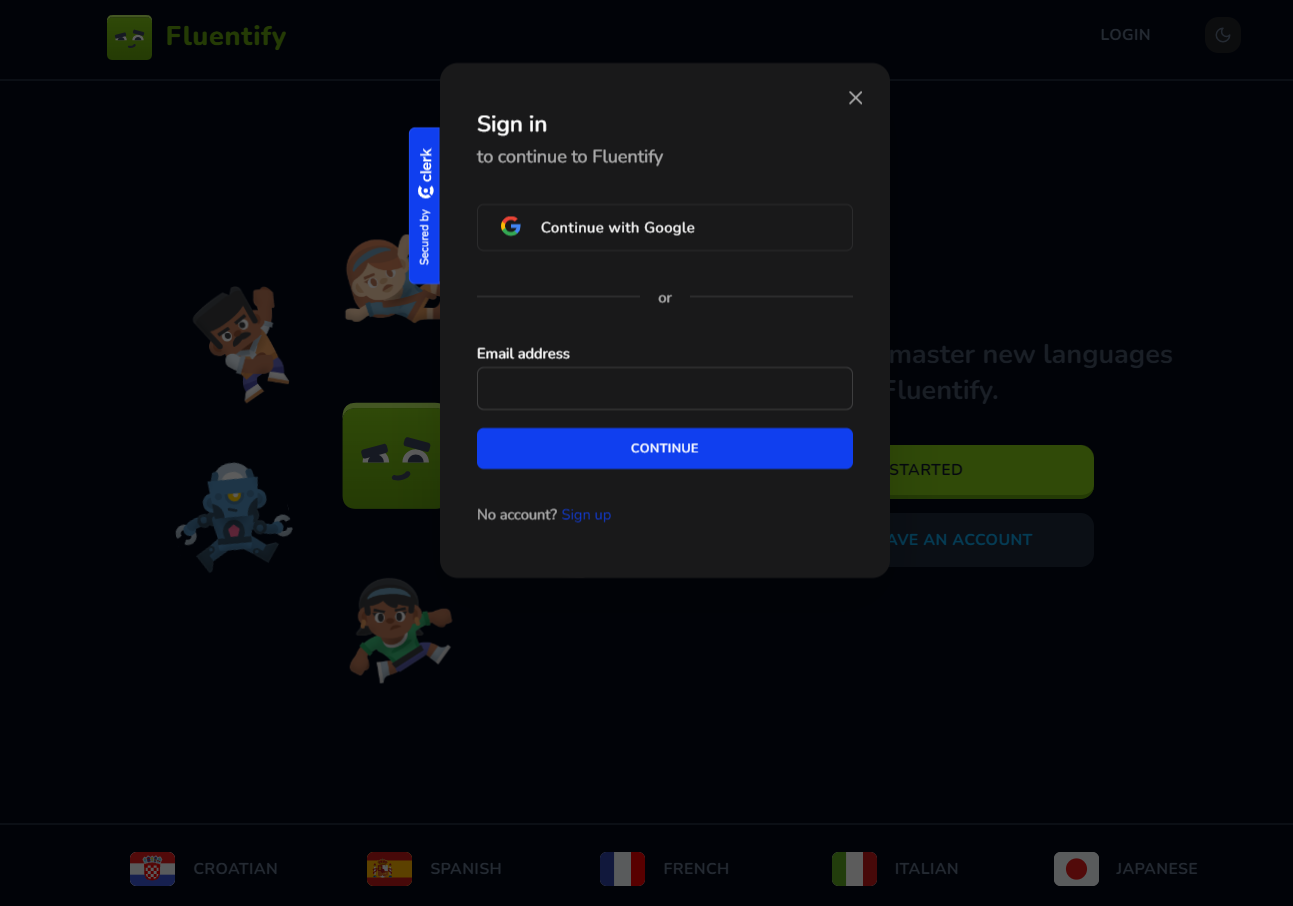 Fluentify
LOGIN
Sign in
to continue to Fluentify
Secured by clerk
Continue with Google
or
Email address
CONTINUE
No account? Sign up
master new languages
Fluentify.
STARTED
AVE AN ACCOUNT
CROATIAN
SPANISH
FRENCH
ITALIAN
JAPANESE